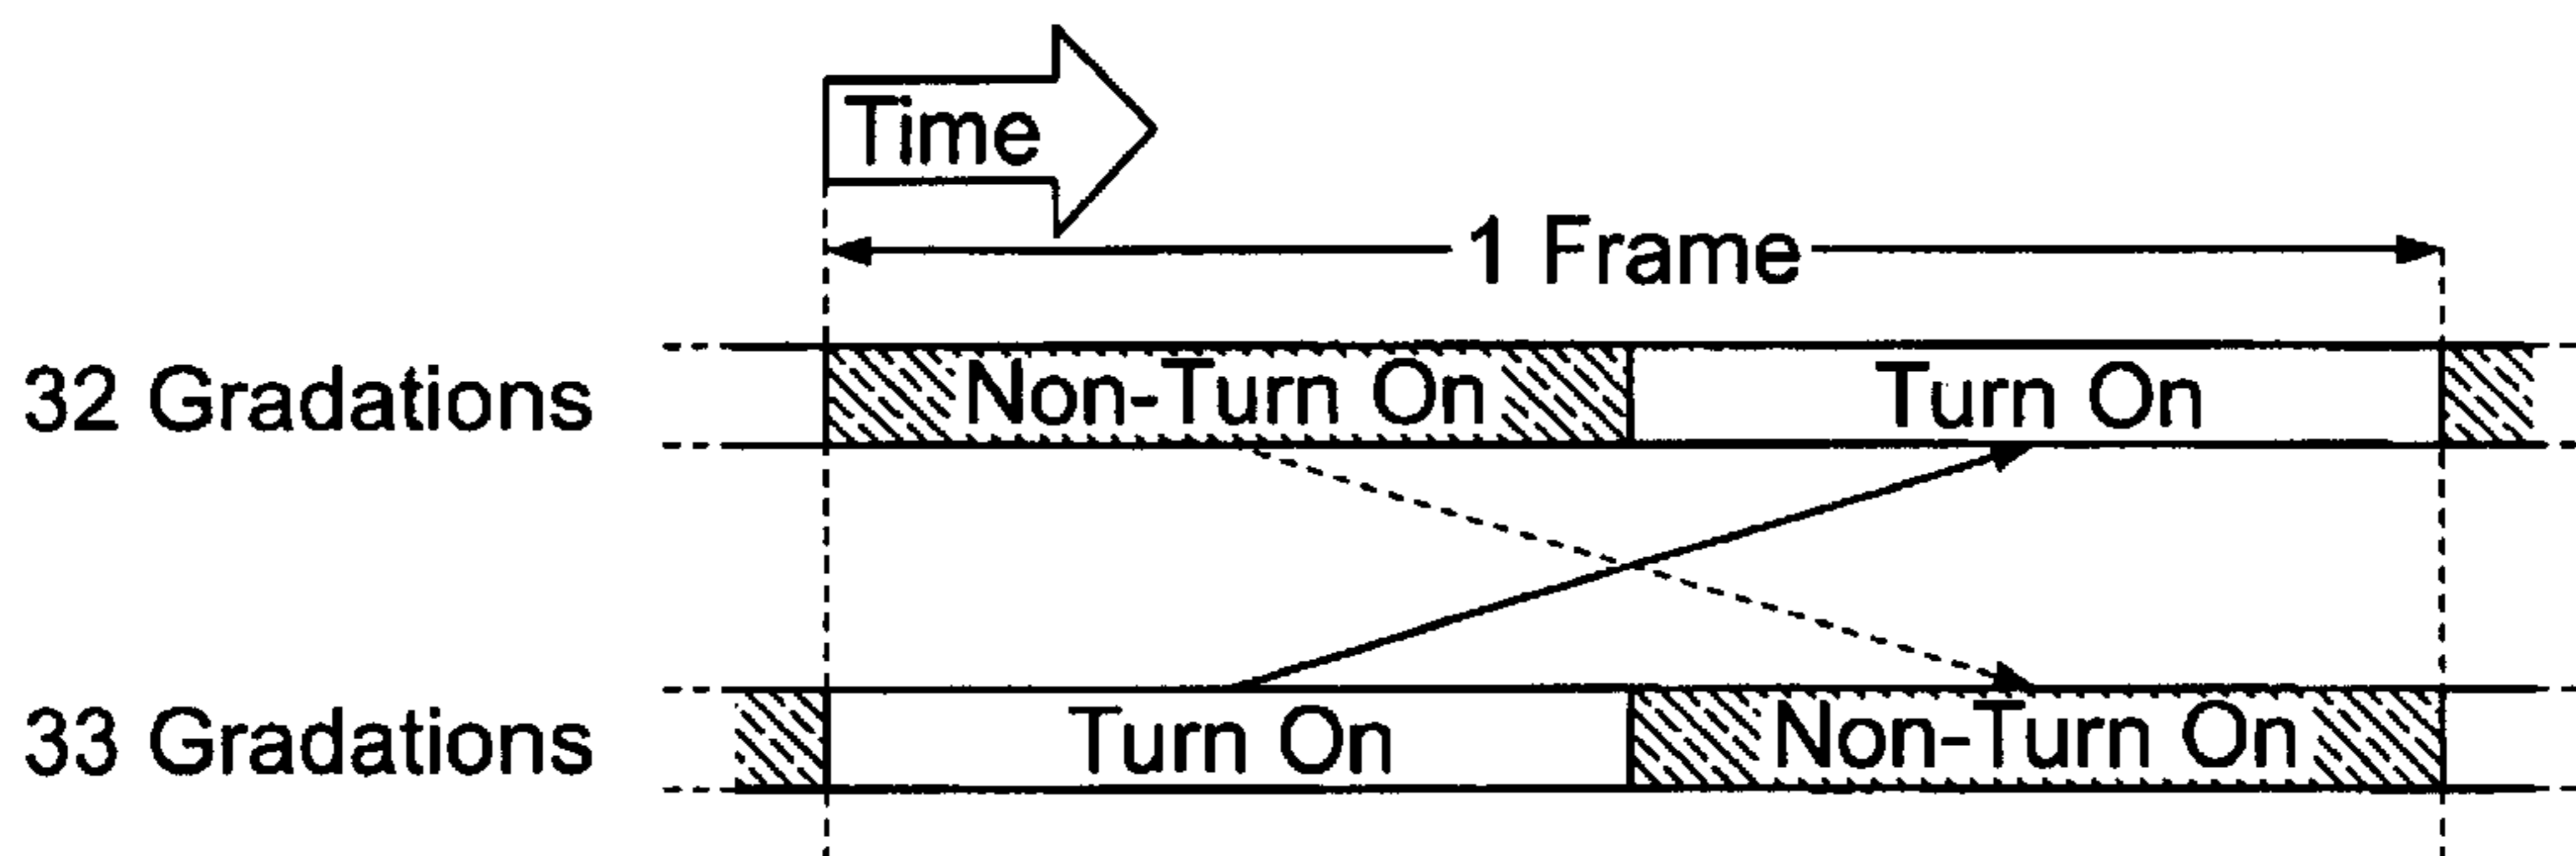 Time
1 Frame
32 Gradations Non-Turn On Turn On
33 Gradations Turn On Non-Turn On